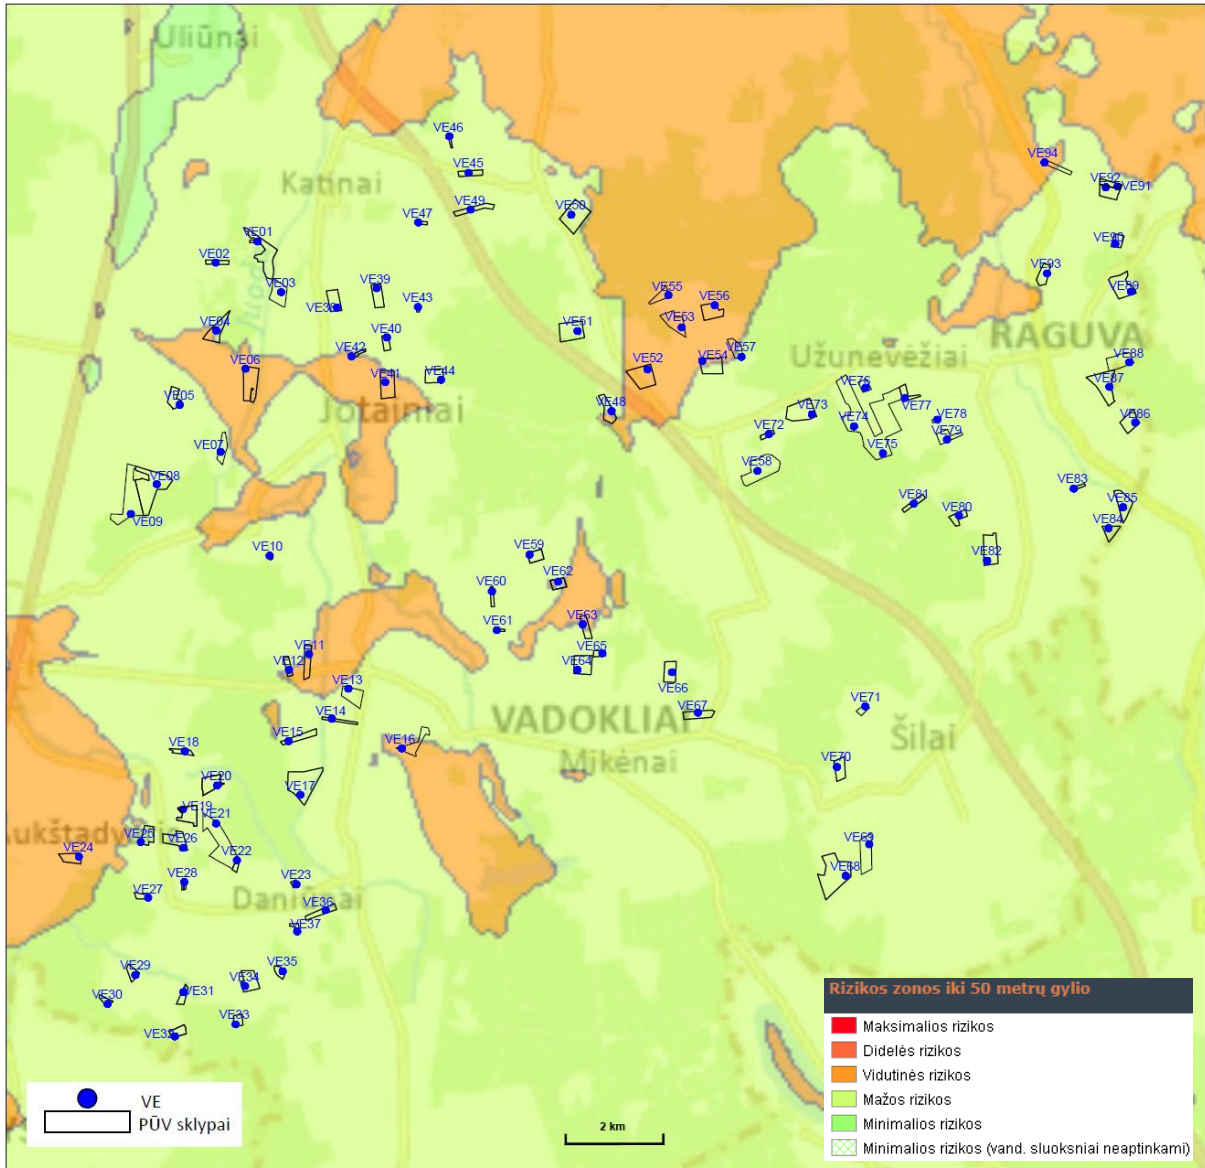 Uliūnai
VE46
VE94
VE45
Katinai
VE92
VE91
VE49
VE50
VE47
VE01
VE90
VE02
VE93
VE03
VE39
VE55
VE89
VE38
VE43
VE56
VE04
VE53
VE51
RAGUVA
VE40
VE42
VE57
Užunevėžiai
VE06
VE52
VE54
VE88
VE41
VE44
VE76
VE87
VE05
Jotainiai
VE48
VE77
VE73
VE74
VE78
VE86
VE72
VE79
VE07
VE75
VE58
VE08
VE83
VE81
VE85
VE09
VE80
VE84
VE10
VE59
VE82
VE62
VE60
VE63
VE61
VE11
VE65
VE12
VE64
VE66
VE13
VE67
VE71
VE14
VADOKLIAI
VE15
Šilai
VE16
VE18
Mikėnai
VE70
VE20
VE17
VE19
VE21
Aukštadvaris
VE25
VE26
VE69
VE24
VE22
VE68
VE28
VE23
VE27
Daniūnai
VE36
VE37
VE29
VE35
VE34
VE30
VE31
VE33
VE32
Rizikos zonos iki 50 metrų gylio
Maksimalios rizikos
Didelės rizikos
Vidutinės rizikos
Mažos rizikos
Minimalios rizikos
Minimalios rizikos (vand. sluoksniai neaptinkami)
VE
PŪV sklypai
2 km